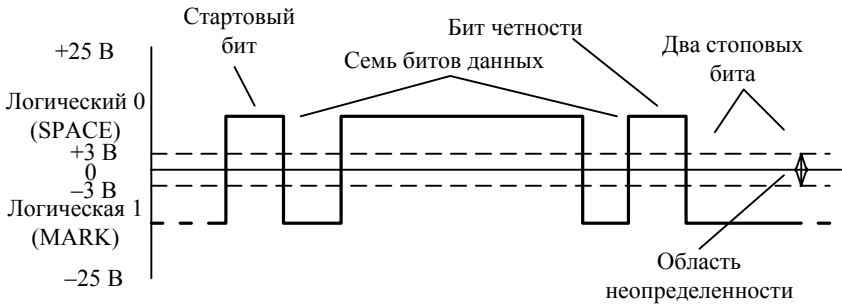 Стартовый
бит
Бит четности
Два стоповых
бита
+25 В
Семь битов данных
Логический 0
(SPACE)
+3 В
0
–3 В
Логическая 1
(MARK)
–25 В
Область
неопределенности